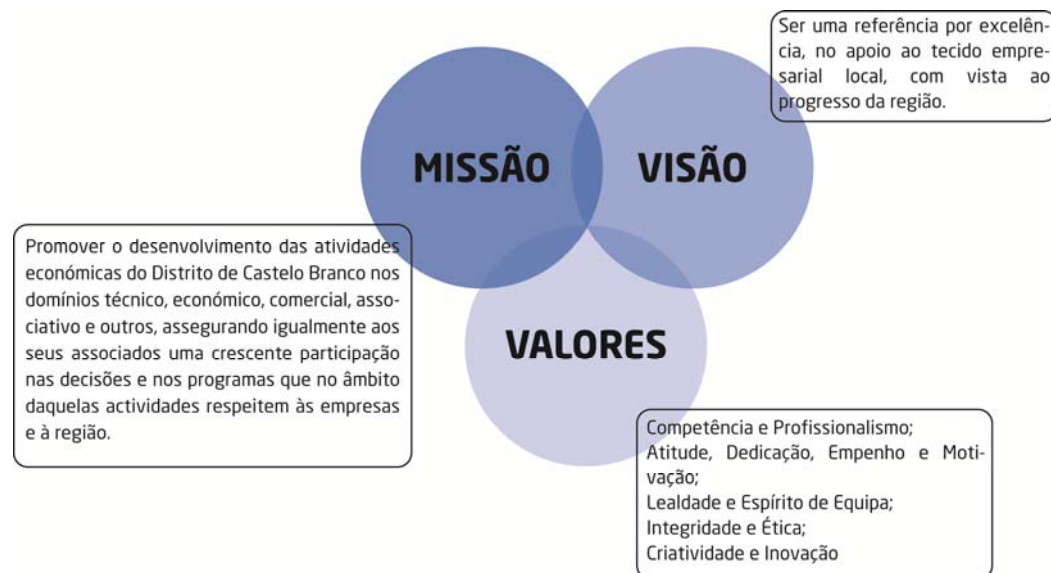 Ser uma referência por excelên-
cia, no apoio ao tecido empre-
sarial local, com vista ao
progresso da região.
MISSÃO
VISÃO
Promover o desenvolvimento das atividades
económicas do Distrito de Castelo Branco nos
domínios técnico, económico, comercial, asso-
ciativo e outros, assegurando igualmente aos
seus associados uma crescente participação
nas decisões e nos programas que no âmbito
daquelas actividades respeitem às empresas
e à região.
VALORES
Competência e Profissionalismo;
Atitude, Dedicação, Empenho e Moti-
vação;
Lealdade e Espírito de Equipa;
Integridade e Ética;
Criatividade e Inovação